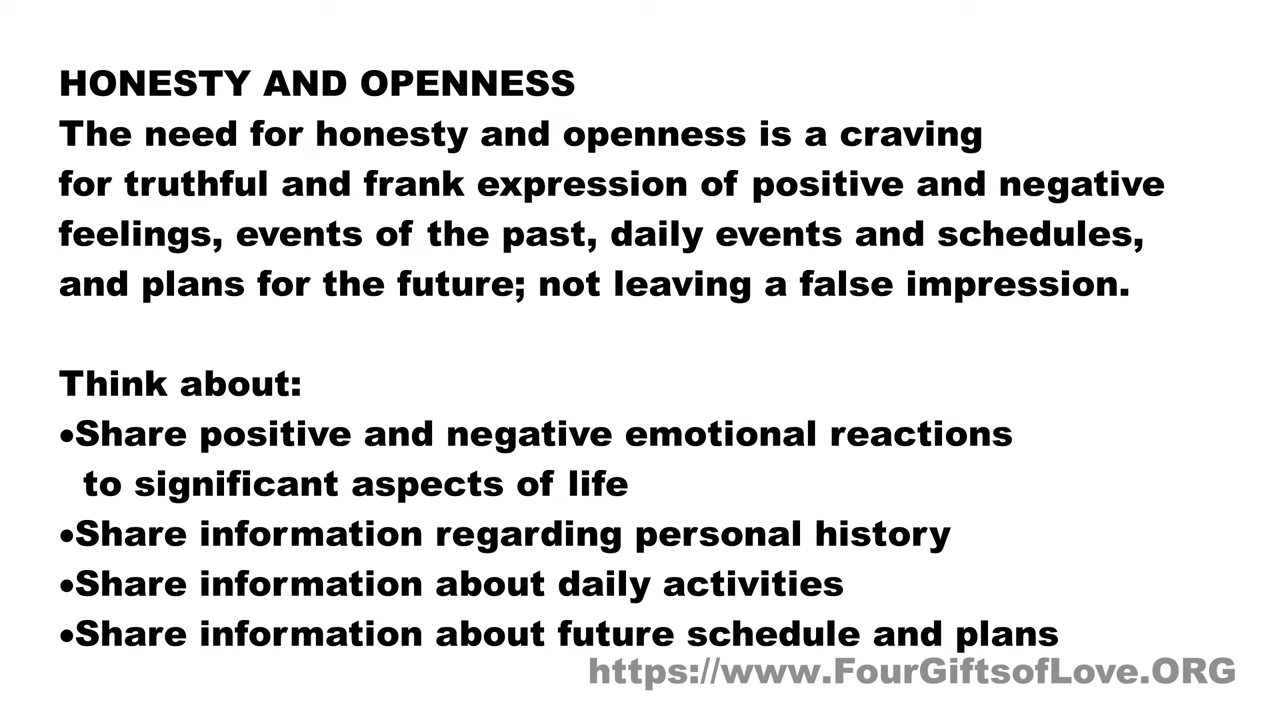 HONESTY AND OPENNESS
The need for honesty and openness is a craving
for truthful and frank expression of positive and negative
feelings, events of the past, daily events and schedules,
and plans for the future; not leaving a false impression.
Think about:
•Share positive and negative emotional reactions
to significant aspects of life
•Share information regarding personal history
•Share information about daily activities
•Share information about future schedule and plans
https://www.FourGiftsofLove.ORG